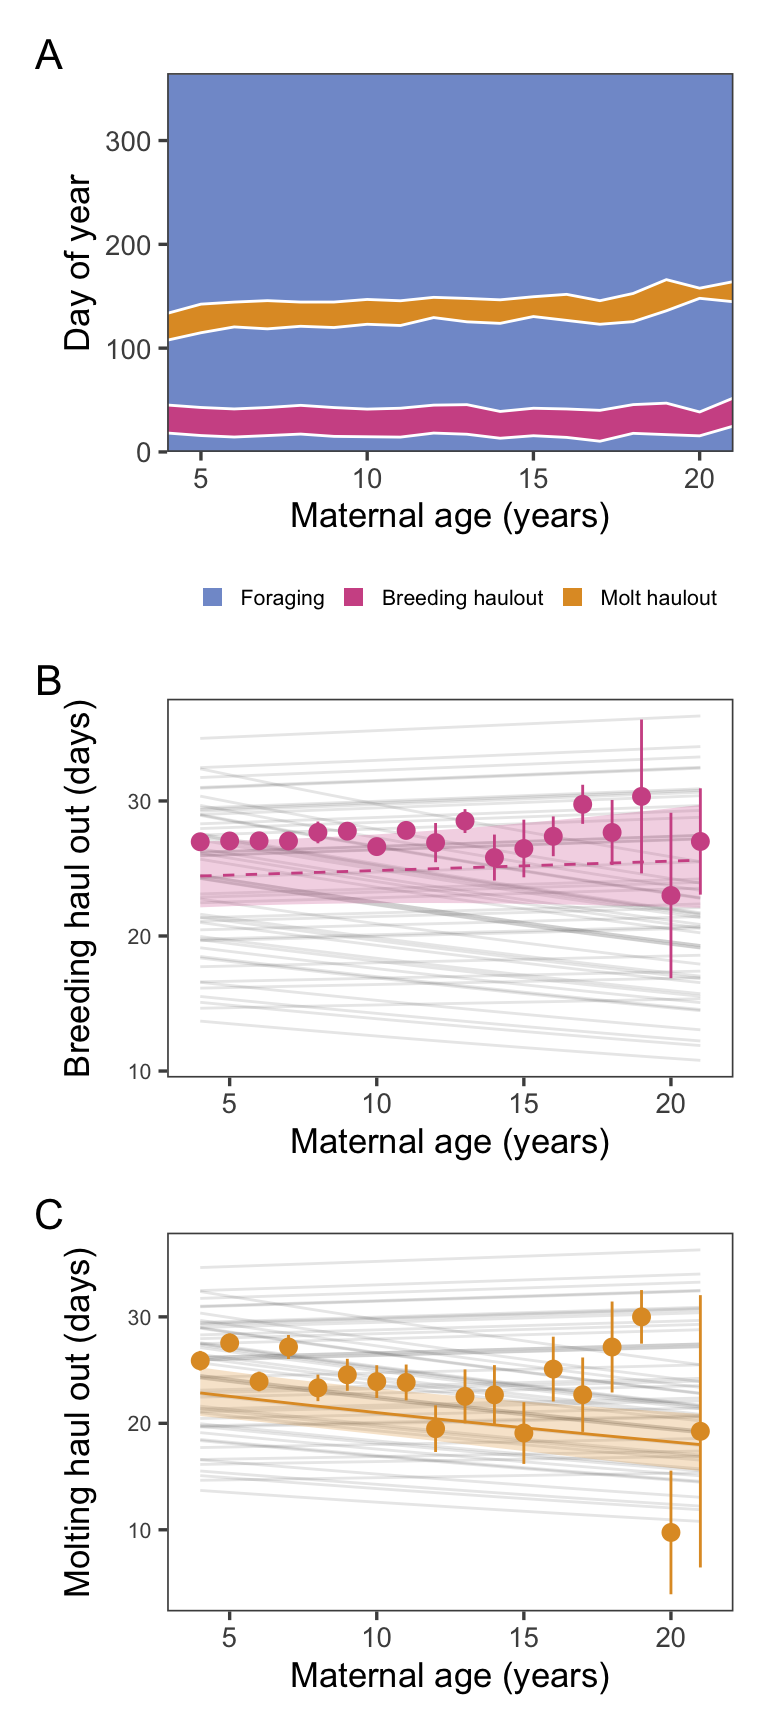 A
Day of year
300
200
100
0
5 10 15 20
Maternal age (years)
Foraging Breeding haulout Molt haulout
B
Breeding haul out (days)
30
20
10
5 10 15 20
Maternal age (years)
C
Molting haul out (days)
30
20
10
5 10 15 20
Maternal age (years)